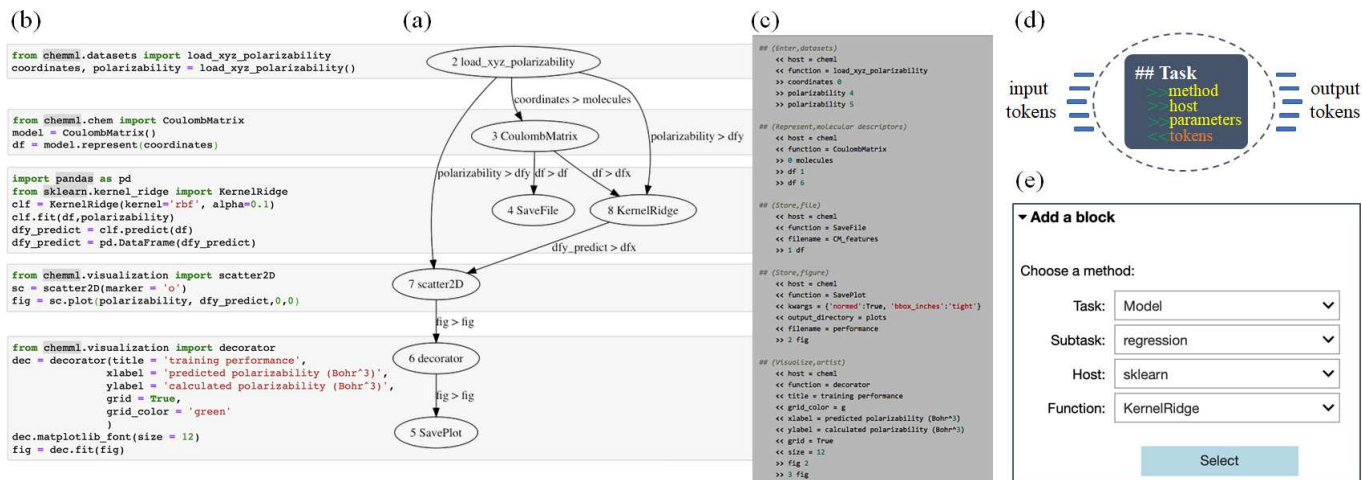 (b)
from chemml.datasets import load_xyz_polarizability
coordinates, polarizability = load_xyz_polarizability()
from chemml.chem import CoulombMatrix
model = CoulombMatrix()
df = model.represent(coordinates)
import pandas as pd
from sklearn.kernel_ridge import KernelRidge
clf = KernelRidge(kernel='rbf', alpha=0.1)
clf.fit(df,polarizability)
dfy_predict = clf.predict(df)
dfy_predict = pd.DataFrame(dfy_predict)
from chemml.visualization import scatter2D
sc = scatter2D(marker = 'o')
fig = sc.plot(polarizability, dfy_predict,0,0)
from chemml.visualization import decorator
dec = decorator(title = 'training performance',
xlabel = 'predicted polarizability (Bohr^3)',
ylabel = 'calculated polarizability (Bohr^3)',
grid = True,
grid_color = 'green'
)
dec.matplotlib_font(size = 12)
fig = dec.fit(fig)
(a)
2 load_xyz_polarizability
coordinates > molecules
3 CoulombMatrix
polarizability > dfy
polarizability > dfy
df > df
df > dfx
4 SaveFile
8 KernelRidge
dfy_predict > dfx
7 scatter2D
fig > fig
6 decorator
fig > fig
5 SavePlot
(c)
## (Enter,datasets)
<< host = cheml
<< function = load_xyz_polarizability
>> coordinates 0
>> polarizability 4
>> polarizability 5
## (Represent,molecular descriptors)
<< host = cheml
<< function = CoulombMatrix
>> 0 molecules
>> df 1
>> df 6
## (Store,file)
<< host = cheml
<< function = SaveFile
<< filename = CM_features
>> 1 df
## (Store,figure)
<< host = cheml
<< function = SavePlot
<< kwargs = {'normed':True, 'bbox_inches':'tight'}
<< output_directory = plots
<< filename = performance
>> 2 fig
## (Visualize,artist)
<< host = cheml
<< function = decorator
<< title = training performance
<< grid_color = g
<< xlabel = predicted polarizability (Bohr^3)
<< ylabel = calculated polarizability (Bohr^3)
<< grid = True
<< size = 12
>> fig 2
>> 3 fig
(d)
input
tokens
## Task
>>method
>>host
>>parameters
<<tokens
output
tokens
(e)
Add a block
Choose a method:
Task: Model
Subtask: regression
Host: sklearn
Function: KernelRidge
Select